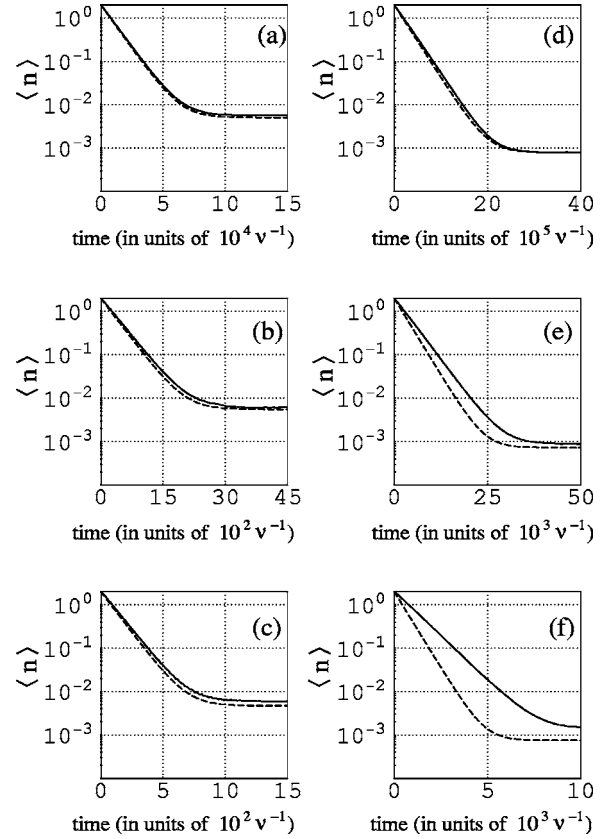 (a)
⟨ n ⟩
10⁰
10⁻¹
10⁻²
10⁻³
0 5 10 15
time (in units of 10⁴ ν⁻¹)
(d)
⟨ n ⟩
10⁰
10⁻¹
10⁻²
10⁻³
0 20 40
time (in units of 10⁵ ν⁻¹)
(b)
⟨ n ⟩
10⁰
10⁻¹
10⁻²
10⁻³
0 15 30 45
time (in units of 10² ν⁻¹)
(e)
⟨ n ⟩
10⁰
10⁻¹
10⁻²
10⁻³
0 25 50
time (in units of 10³ ν⁻¹)
(c)
⟨ n ⟩
10⁰
10⁻¹
10⁻²
10⁻³
0 5 10 15
time (in units of 10² ν⁻¹)
(f)
⟨ n ⟩
10⁰
10⁻¹
10⁻²
10⁻³
0 5 10
time (in units of 10³ ν⁻¹)